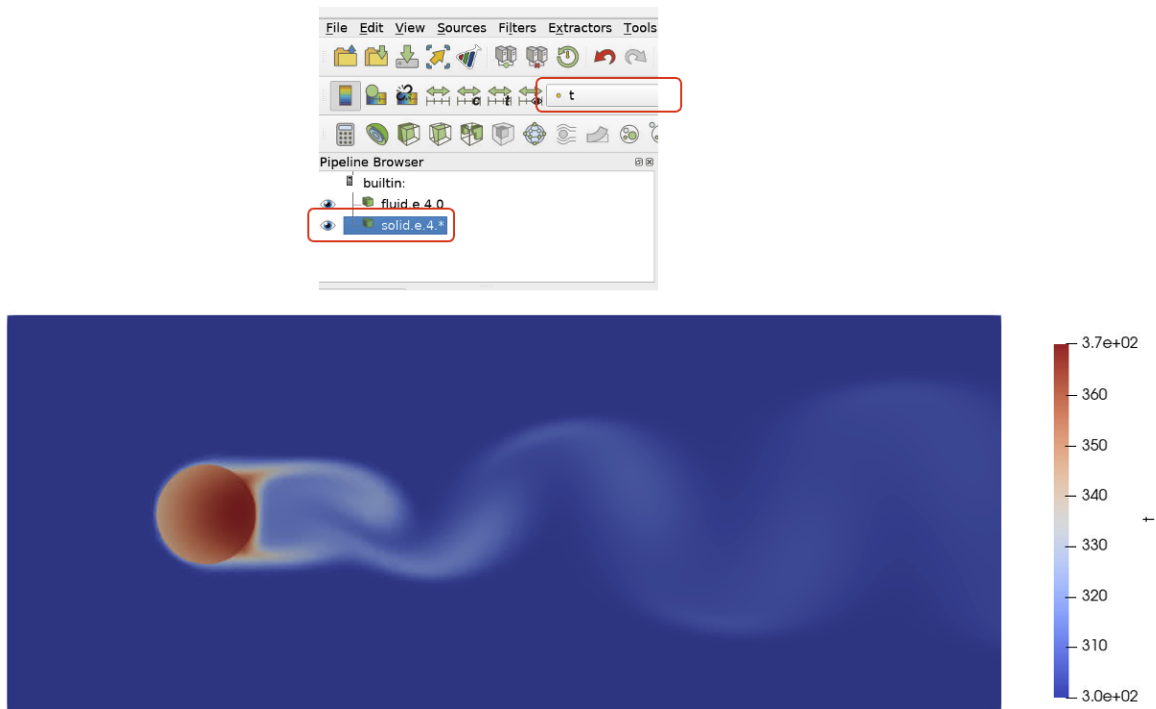 File Edit View Sources Filters Extractors Tools
c t
t
Pipeline Browser
builtin:
fluid.e.4.0
solid.e.4.*
3.7e+02
360
350
340
t
330
320
310
3.0e+02